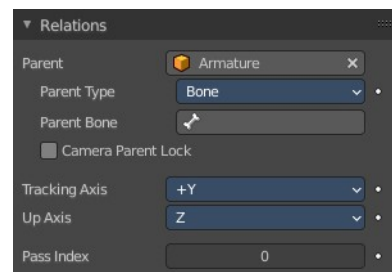 Relations
Parent Armature
Parent Type Bone
Parent Bone
Camera Parent Lock
Tracking Axis +Y
Up Axis Z
Pass Index 0